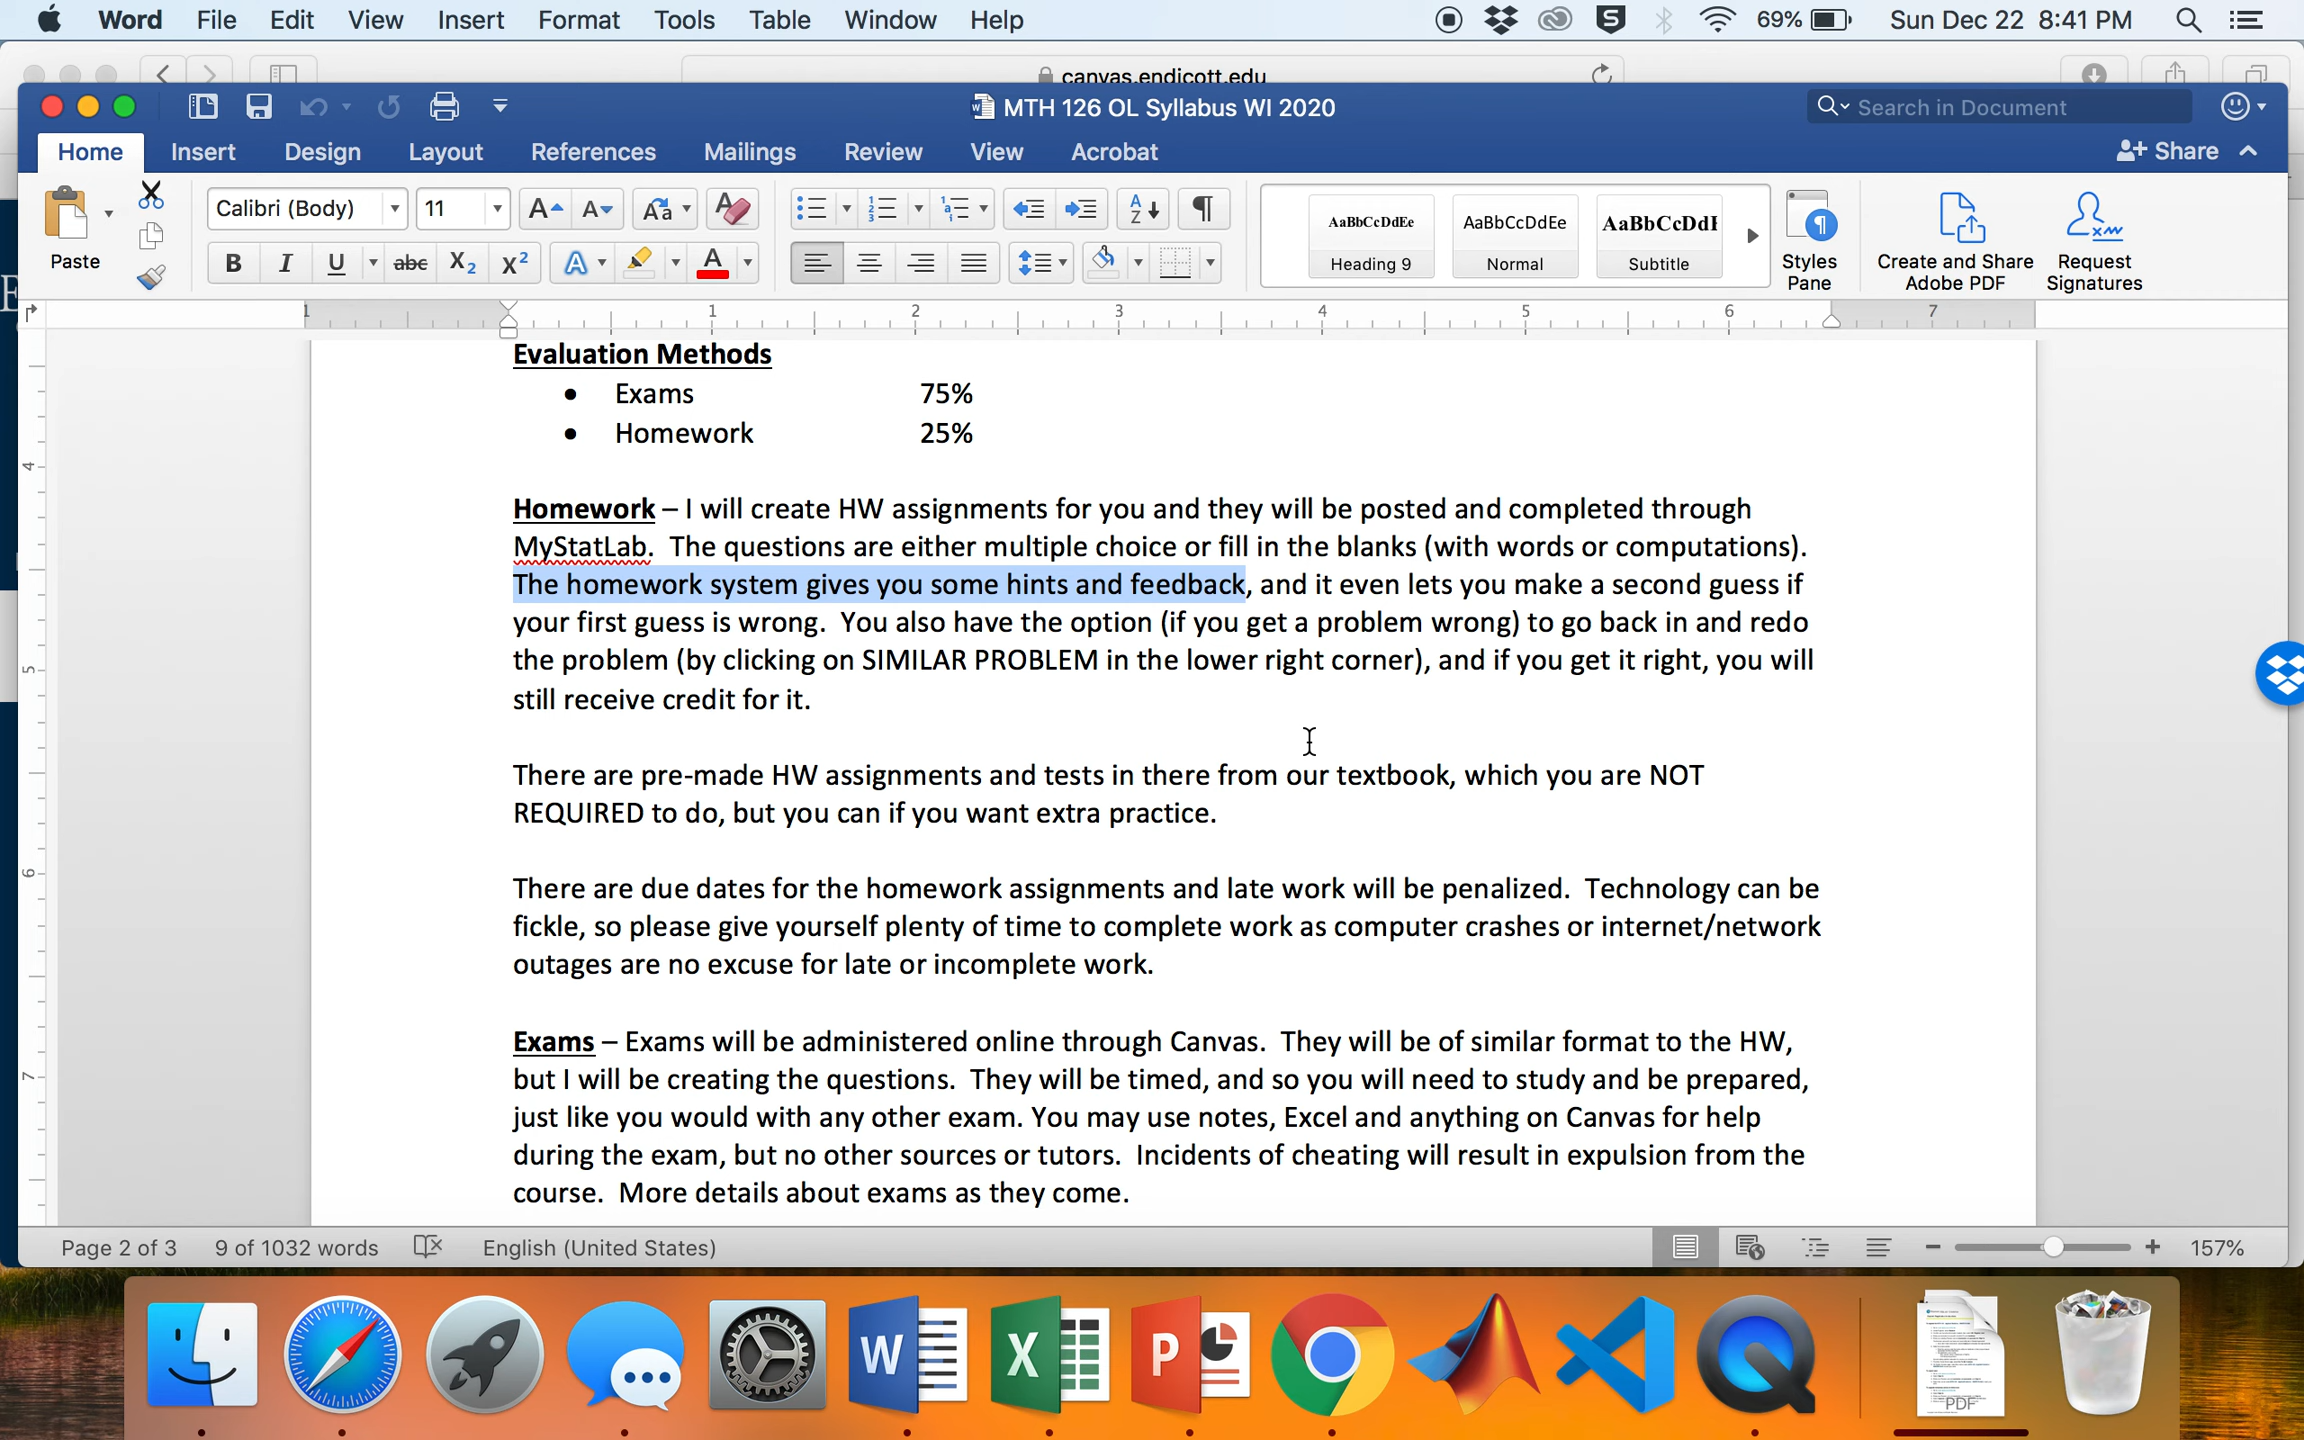 Word File Edit View Insert Format Tools Table Window Help 69% Sun Dec 22 8:41 PM
canvas.endicott.edu
MTH 126 OL Syllabus WI 2020 Search in Document
Home Insert Design Layout References Mailings Review View Acrobat Share
Paste Calibri (Body) 11 AaBbCcDdEe AaBbCcDdEe AaBbCcDdI
Heading 9 Normal Subtitle Styles Pane Create and Share Adobe PDF Request Signatures
1 1 2 3 4 5 6 7
Evaluation Methods
• Exams 75%
• Homework 25%
Homework – I will create HW assignments for you and they will be posted and completed through
MyStatLab. The questions are either multiple choice or fill in the blanks (with words or computations).
The homework system gives you some hints and feedback, and it even lets you make a second guess if
your first guess is wrong. You also have the option (if you get a problem wrong) to go back in and redo
the problem (by clicking on SIMILAR PROBLEM in the lower right corner), and if you get it right, you will
still receive credit for it.
There are pre-made HW assignments and tests in there from our textbook, which you are NOT
REQUIRED to do, but you can if you want extra practice.
There are due dates for the homework assignments and late work will be penalized. Technology can be
fickle, so please give yourself plenty of time to complete work as computer crashes or internet/network
outages are no excuse for late or incomplete work.
Exams – Exams will be administered online through Canvas. They will be of similar format to the HW,
but I will be creating the questions. They will be timed, and so you will need to study and be prepared,
just like you would with any other exam. You may use notes, Excel and anything on Canvas for help
during the exam, but no other sources or tutors. Incidents of cheating will result in expulsion from the
course. More details about exams as they come.
4
5
6
7
Page 2 of 3 9 of 1032 words English (United States) 157%
PDF